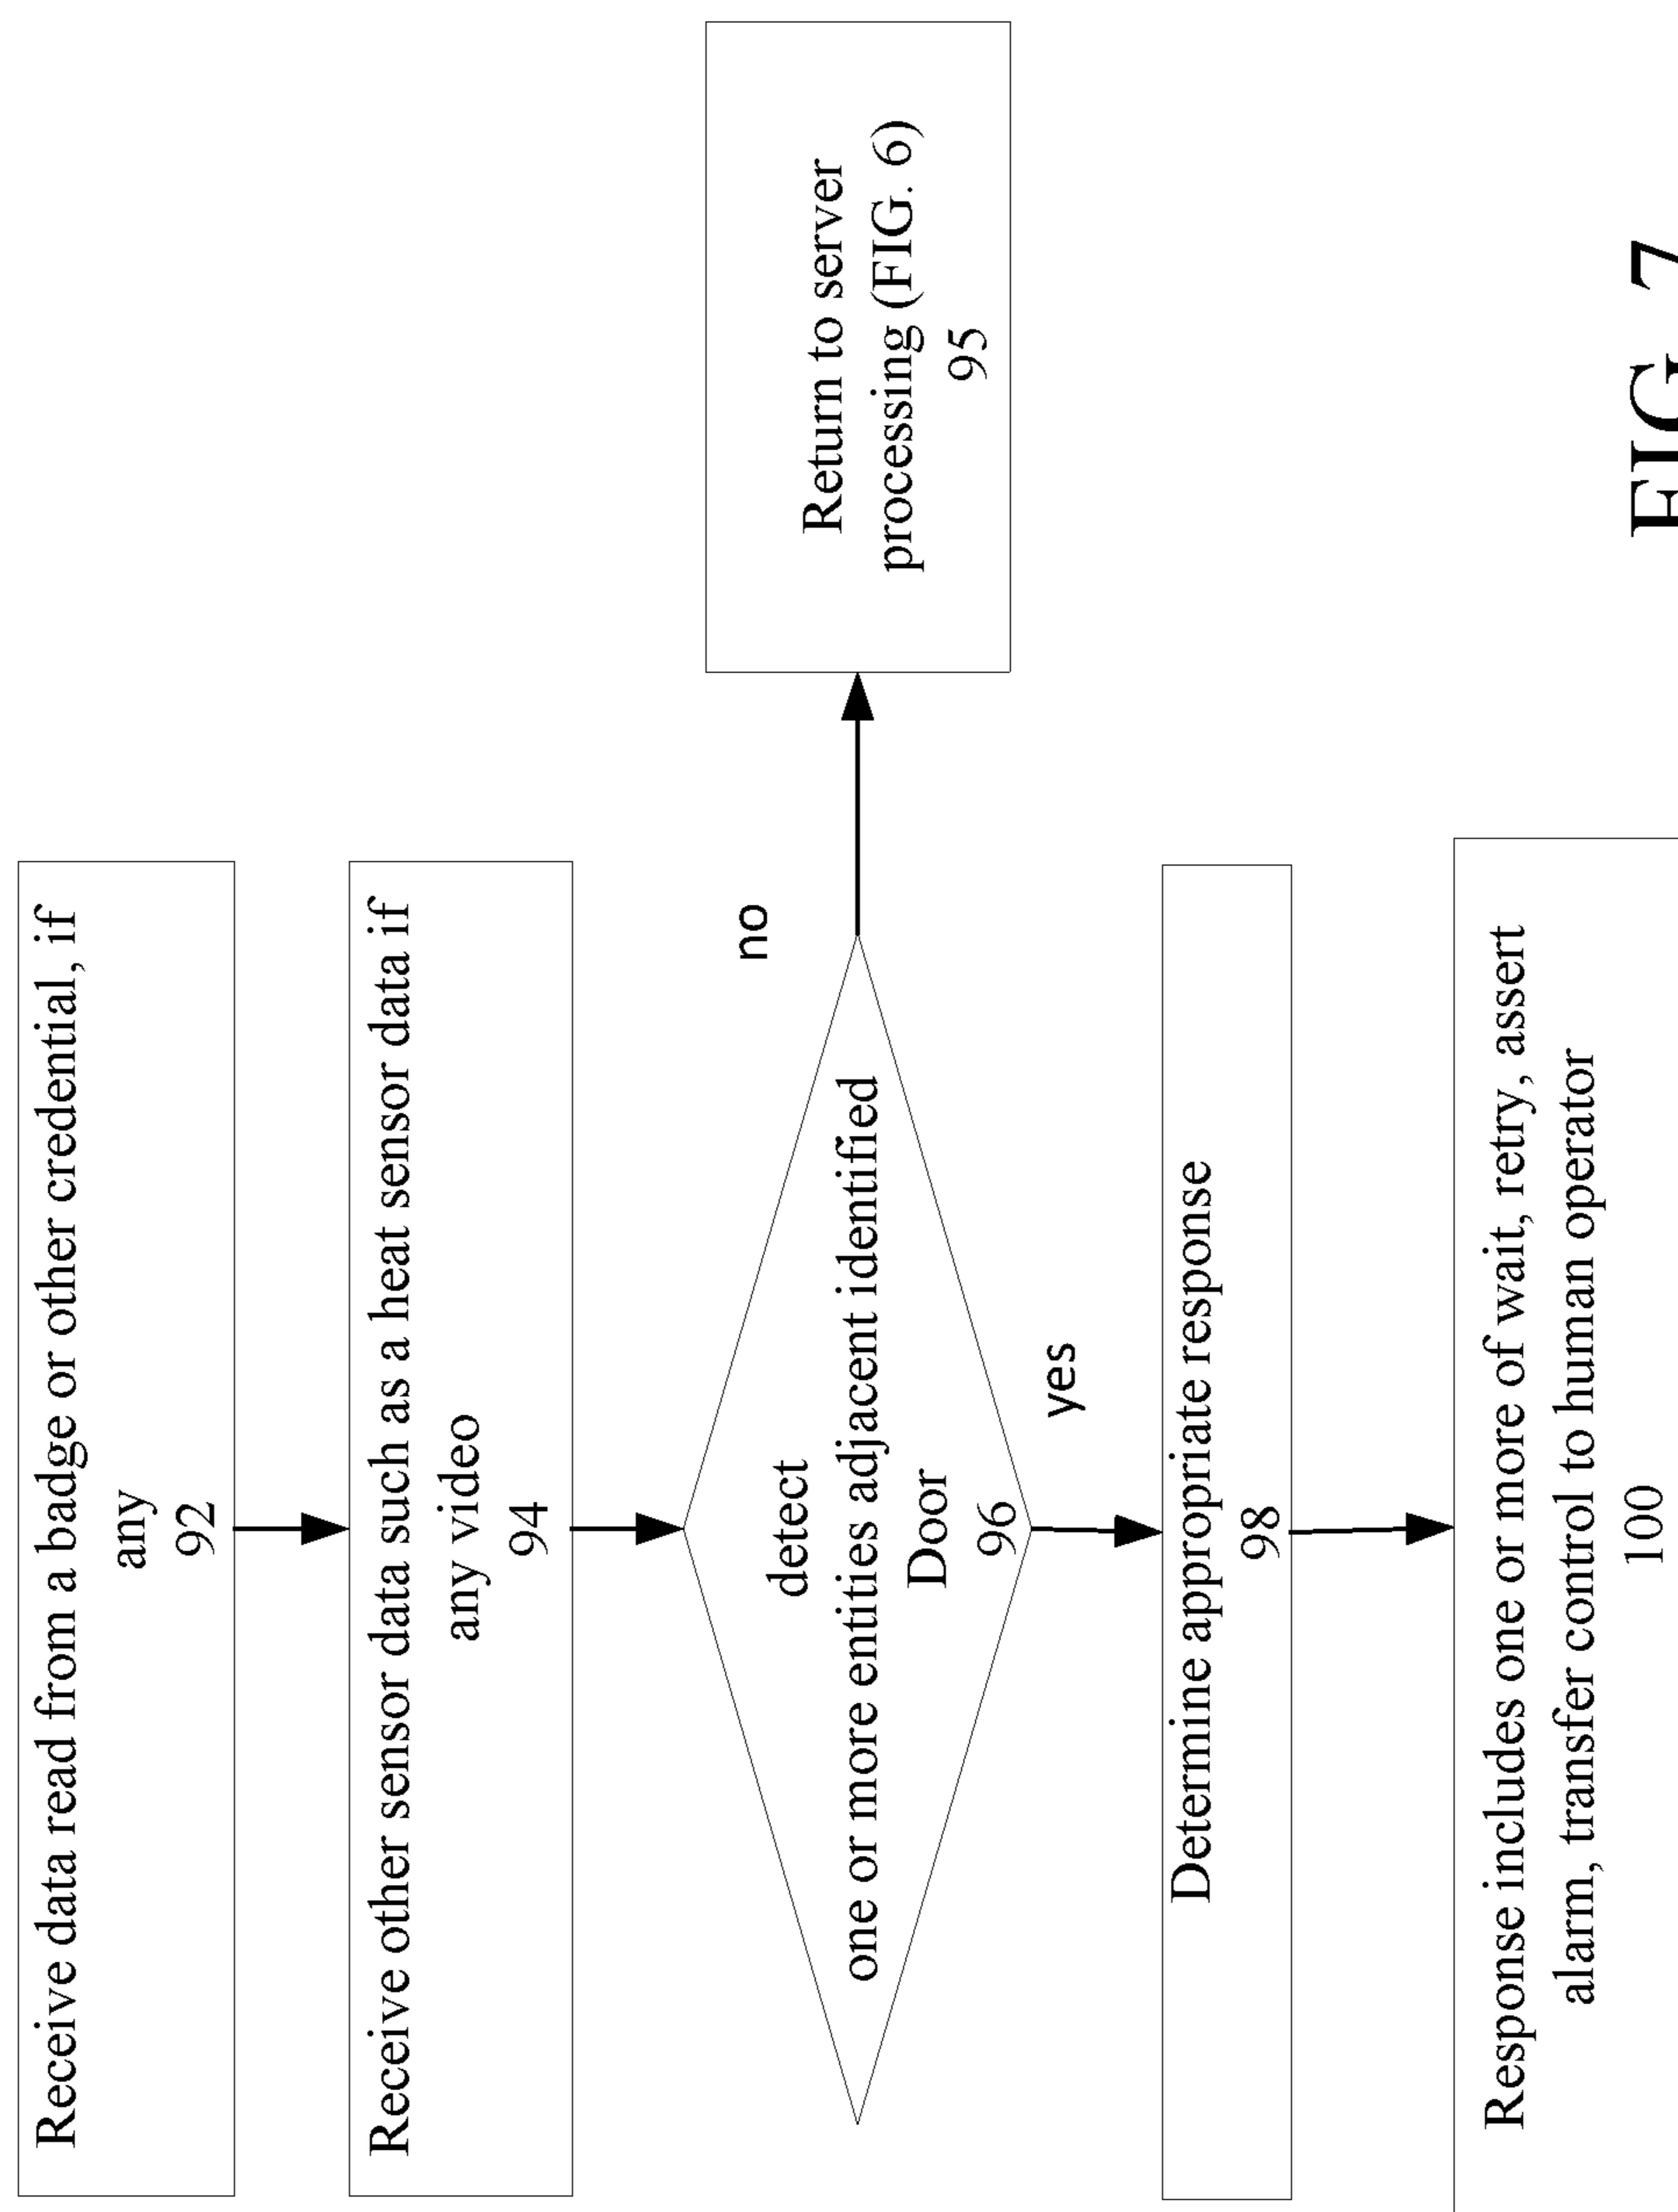 Receive data read from a badge or other credential, if
any
92
Receive other sensor data such as a heat sensor data if
any video
94
detect
one or more entities adjacent identified
Door
96
no
Return to server
processing (FIG. 6)
95
yes
Determine appropriate response
98
Response includes one or more of wait, retry, assert
alarm, transfer control to human operator
100
FIG. 7